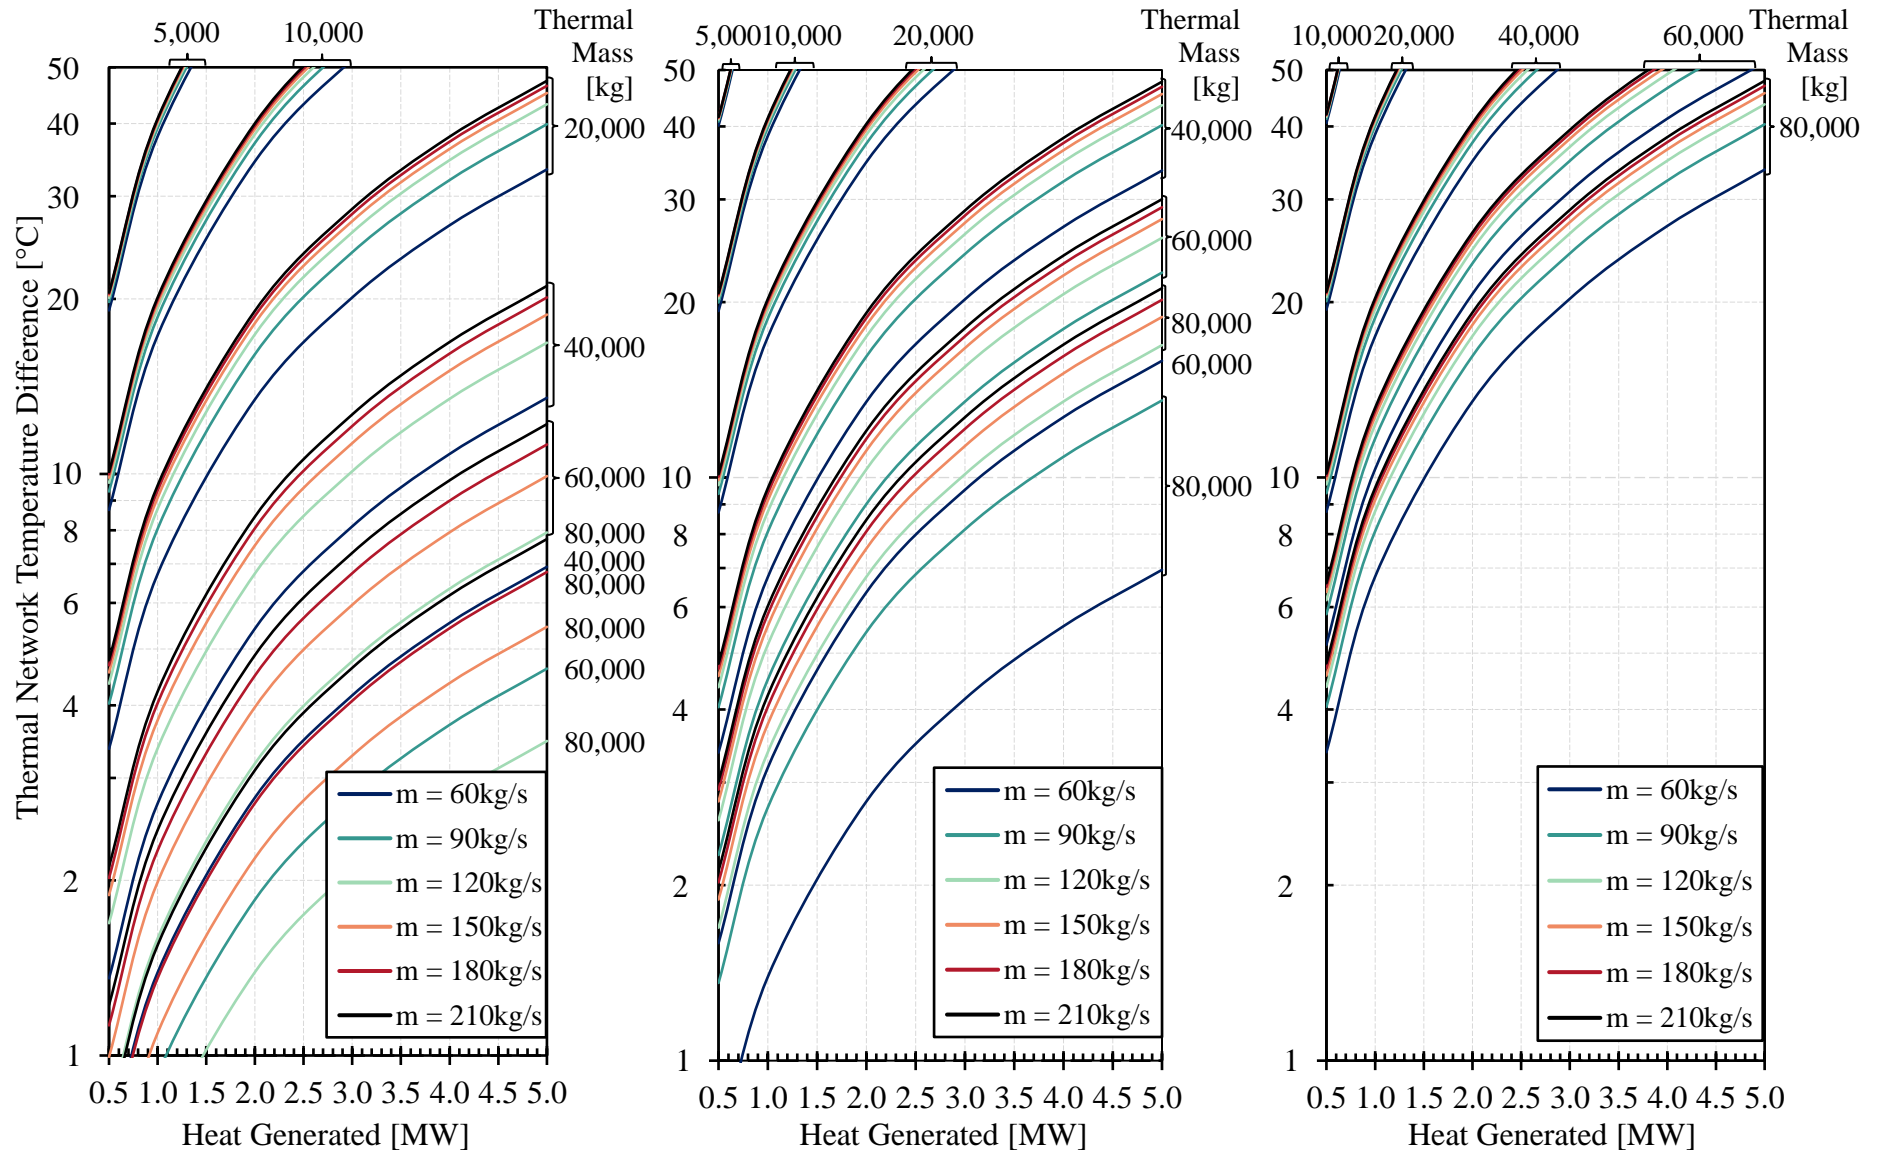 Thermal Network Temperature Difference [°C]
5,000
10,000
Thermal
Mass
[kg]
50
40
30
20
10
8
6
4
2
1
20,000
40,000
60,000
80,000
40,000
80,000
80,000
60,000
80,000
m = 60kg/s
m = 90kg/s
m = 120kg/s
m = 150kg/s
m = 180kg/s
m = 210kg/s
0.5 1.0 1.5 2.0 2.5 3.0 3.5 4.0 4.5 5.0
Heat Generated [MW]
5,000
10,000
20,000
Thermal
Mass
[kg]
50
40
30
20
10
8
6
4
2
1
40,000
60,000
80,000
60,000
80,000
m = 60kg/s
m = 90kg/s
m = 120kg/s
m = 150kg/s
m = 180kg/s
m = 210kg/s
0.5 1.0 1.5 2.0 2.5 3.0 3.5 4.0 4.5 5.0
Heat Generated [MW]
10,000
20,000
40,000
60,000
Thermal
Mass
[kg]
50
40
30
20
10
8
6
4
2
1
80,000
m = 60kg/s
m = 90kg/s
m = 120kg/s
m = 150kg/s
m = 180kg/s
m = 210kg/s
0.5 1.0 1.5 2.0 2.5 3.0 3.5 4.0 4.5 5.0
Heat Generated [MW]